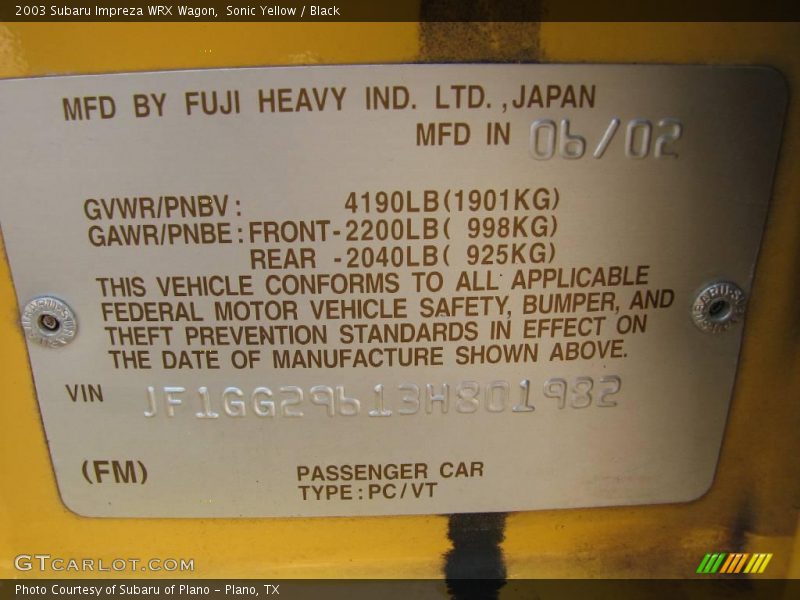 2003 Subaru Impreza WRX Wagon,  Sonic Yellow / Black
MFD BY FUJI HEAVY IND. LTD. ,JAPAN
MFD IN 06/02
GVWR/PNBV: 4190LB(1901KG)
GAWR/PNBE:FRONT-2200LB( 998KG)
REAR -2040LB( 925KG)
THIS VEHICLE CONFORMS TO ALL APPLICABLE
FEDERAL MOTOR VEHICLE SAFETY, BUMPER, AND
THEFT PREVENTION STANDARDS IN EFFECT ON
THE DATE OF MANUFACTURE SHOWN ABOVE.
VIN JF1GG29613H801982
(FM) PASSENGER CAR
TYPE:PC/VT
GTCARLOT.COM
Photo Courtesy of Subaru of Plano - Plano, TX